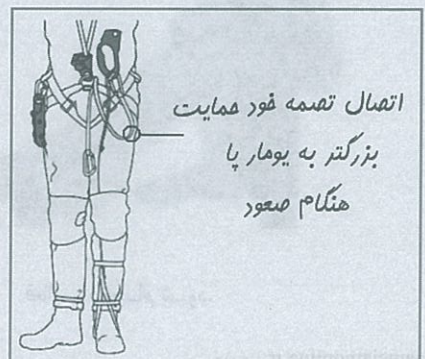 اتصال تصمه خود حمایت
بزرگتر به یومار پا
هنگام صعود